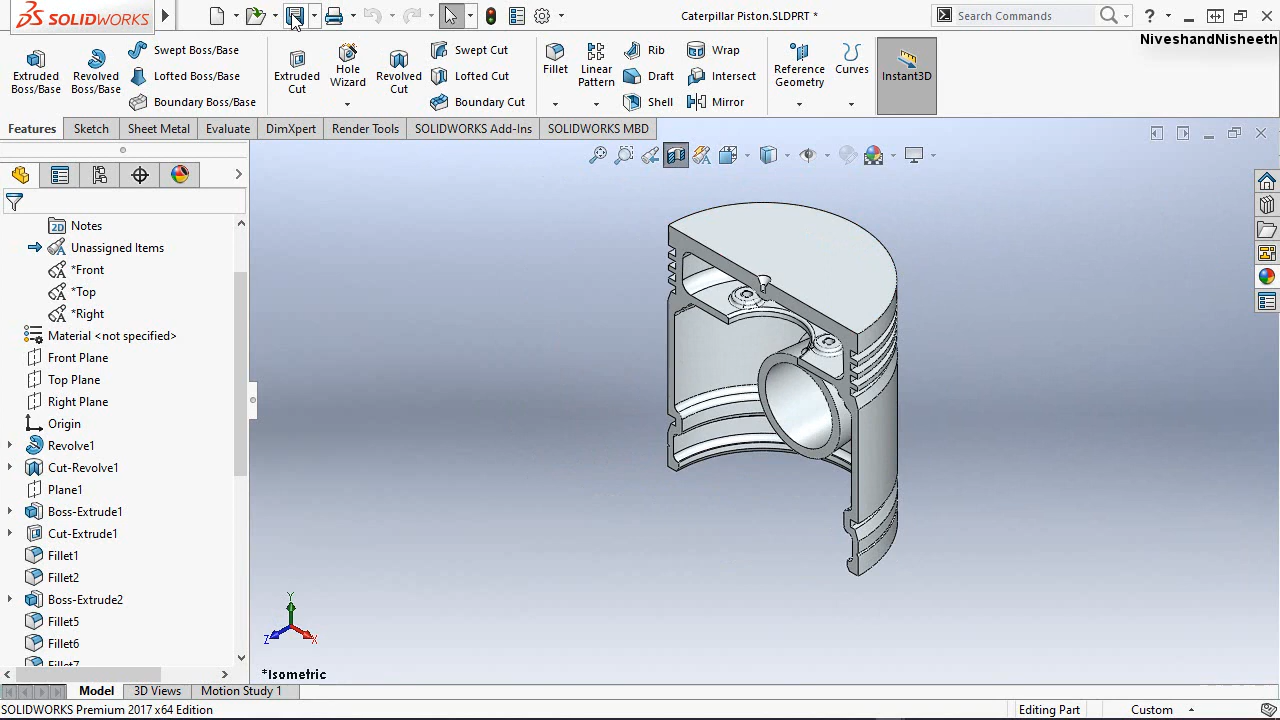 SOLIDWORKS
Caterpillar Piston.SLDPRT *
Search Commands
?
NiveshandNisheeth
Extruded Boss/Base
Revolved Boss/Base
Swept Boss/Base
Lofted Boss/Base
Boundary Boss/Base
Extruded Cut
Hole Wizard
Revolved Cut
Swept Cut
Lofted Cut
Boundary Cut
Fillet
Linear Pattern
Rib
Draft
Shell
Wrap
Intersect
Mirror
Reference Geometry
Curves
Instant3D
Features
Sketch
Sheet Metal
Evaluate
DimXpert
Render Tools
SOLIDWORKS Add-Ins
SOLIDWORKS MBD
Notes
Unassigned Items
*Front
*Top
*Right
Material <not specified>
Front Plane
Top Plane
Right Plane
Origin
Revolve1
Cut-Revolve1
Plane1
Boss-Extrude1
Cut-Extrude1
Fillet1
Fillet2
Boss-Extrude2
Fillet5
Fillet6
Fillet7
Y
Z
X
*Isometric
Model
3D Views
Motion Study 1
SOLIDWORKS Premium 2017 x64 Edition
Editing Part
Custom